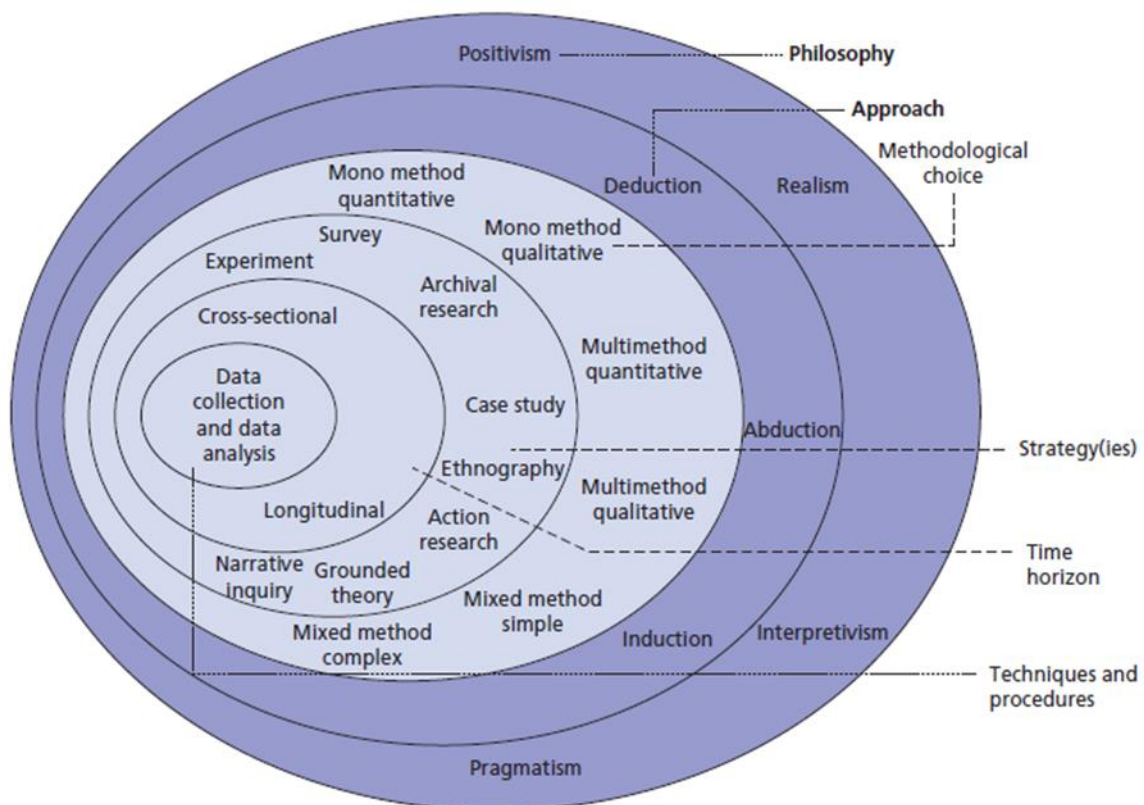 Positivism
Philosophy
Approach
Methodological
choice
Mono method
quantitative
Deduction
Realism
Survey
Mono method
qualitative
Experiment
Archival
research
Cross-sectional
Multimethod
quantitative
Data
collection
and data
analysis
Case study
Abduction
Strategy(ies)
Ethnography
Multimethod
qualitative
Longitudinal
Action
research
Time
horizon
Narrative
inquiry
Grounded
theory
Mixed method
simple
Mixed method
complex
Induction
Interpretivism
Techniques and
procedures
Pragmatism